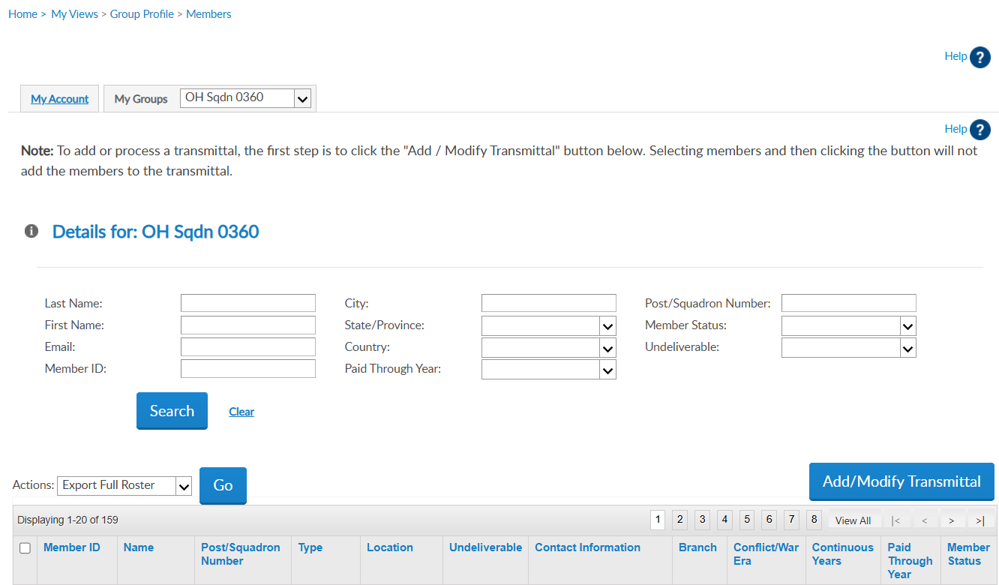 Home > My Views > Group Profile > Members
Help ?
My Account My Groups OH Sqdn 0360
Help ?
Note: To add or process a transmittal, the first step is to click the "Add / Modify Transmittal" button below. Selecting members and then clicking the button will not
add the members to the transmittal.
i Details for: OH Sqdn 0360
Last Name: City: Post/Squadron Number:
First Name: State/Province: Member Status:
Email: Country: Undeliverable:
Member ID: Paid Through Year:
Search Clear
Actions: Export Full Roster Go Add/Modify Transmittal
Displaying 1-20 of 159 1 2 3 4 5 6 7 8 View All |< < > >|
Member ID Name Post/Squadron Type Location Undeliverable Contact Information Branch Conflict/War Continuous Paid Member
Number Era Years Through Status
Year